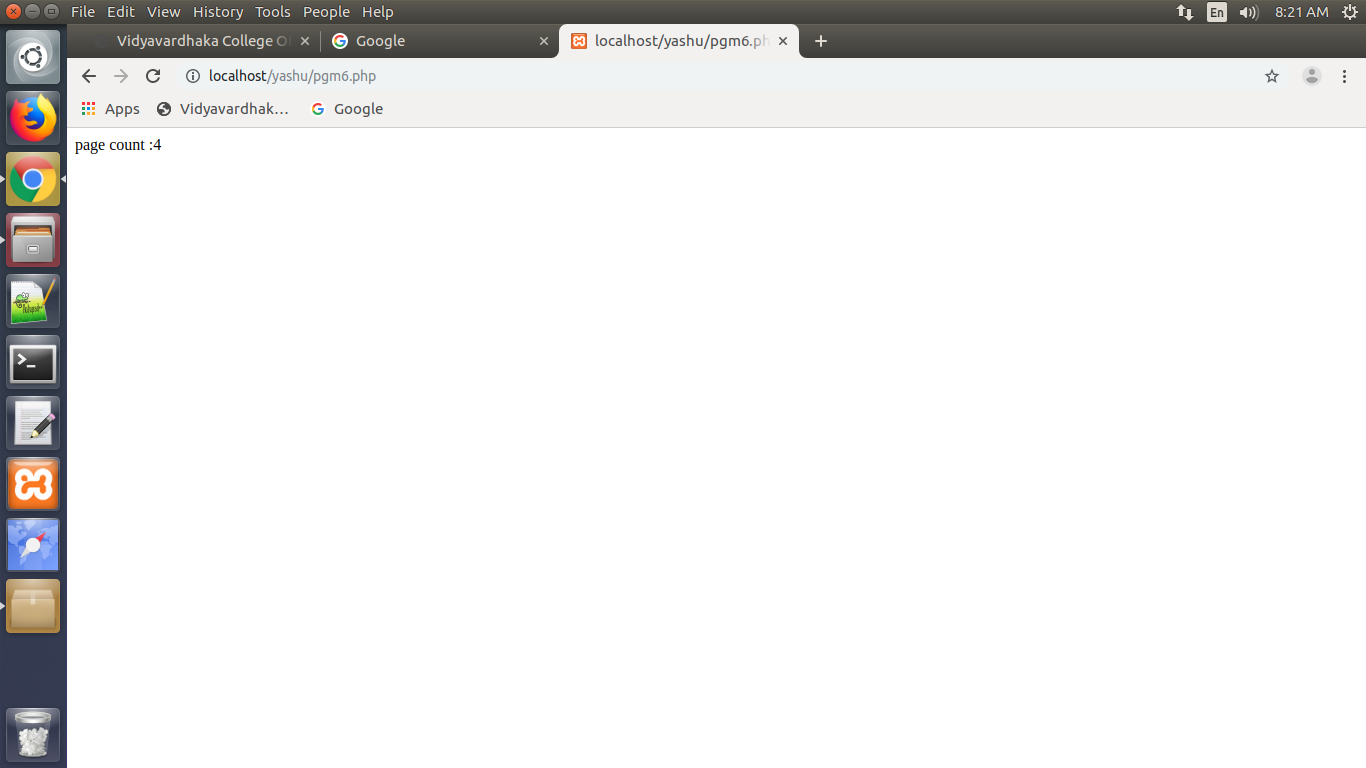 File Edit View History Tools People Help
En
8:21 AM
Vidyavardhaka College O
Google
localhost/yashu/pgm6.ph
localhost/yashu/pgm6.php
Apps
Vidyavardhak...
Google
page count :4